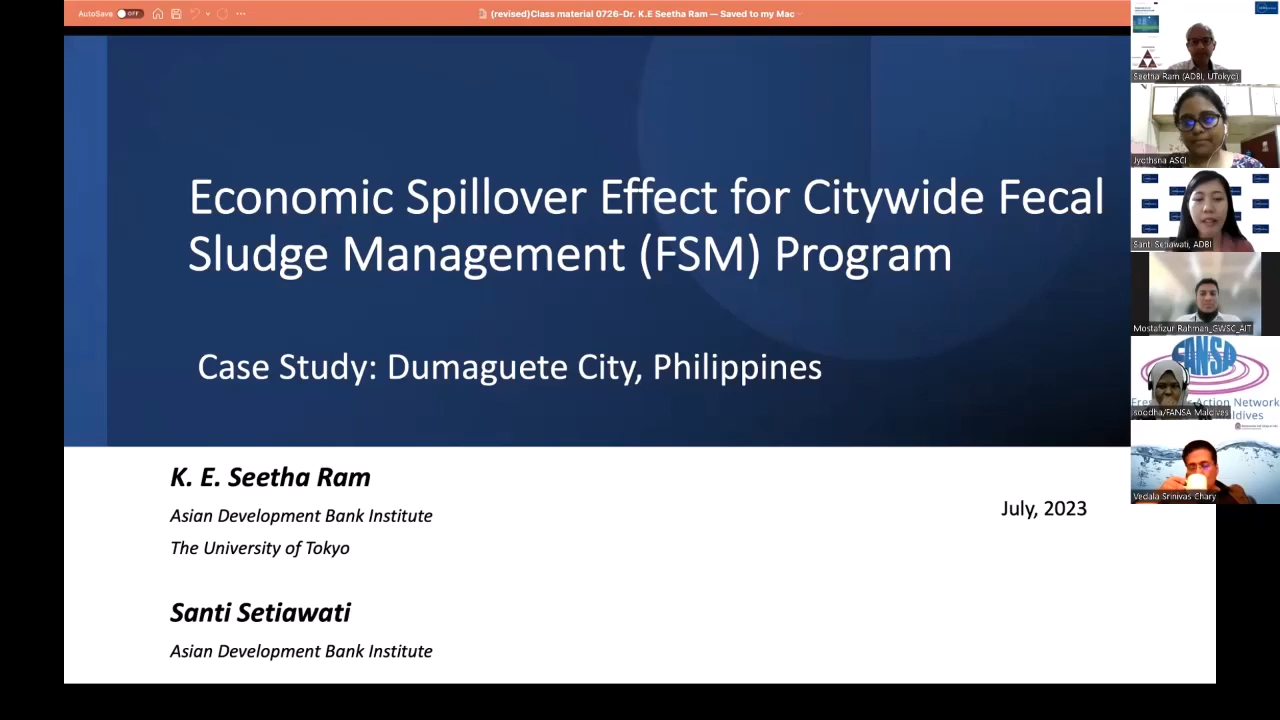 AutoSave OFF
(revised)Class material 0726-Dr. K.E Seetha Ram — Saved to my Mac
Economic Spillover Effect for Citywide Fecal
Sludge Management (FSM) Program
Case Study: Dumaguete City, Philippines
K. E. Seetha Ram
Asian Development Bank Institute
The University of Tokyo
July, 2023
Santi Setiawati
Asian Development Bank Institute
Seetha Ram (ADBI, UTokyo)
Jyothsna ASCI
Santi Setiawati, ADBI
Mostafizur Rahman_GWSC_AIT
FANSA
soodha/FANSA Maldives
Vedala Srinivas Chary